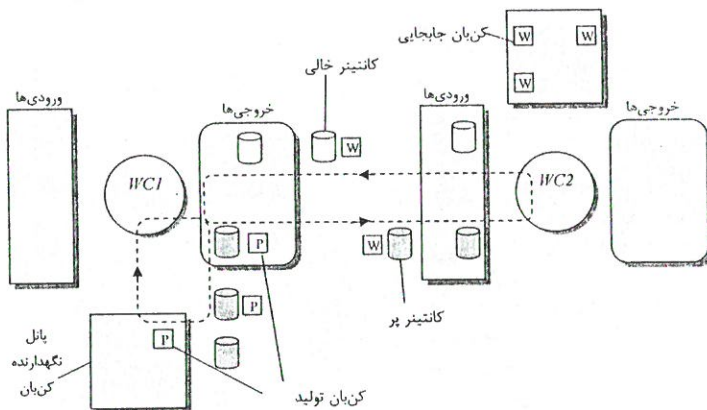 کن‌بان جابجایی
W
W
W
کانتینر خالی
ورودی‌ها
خروجی‌ها
ورودی‌ها
خروجی‌ها
W
WC1
WC2
P
W
P
کانتینر پر
پانل
نگهدارنده
کن‌بان
P
کن‌بان تولید